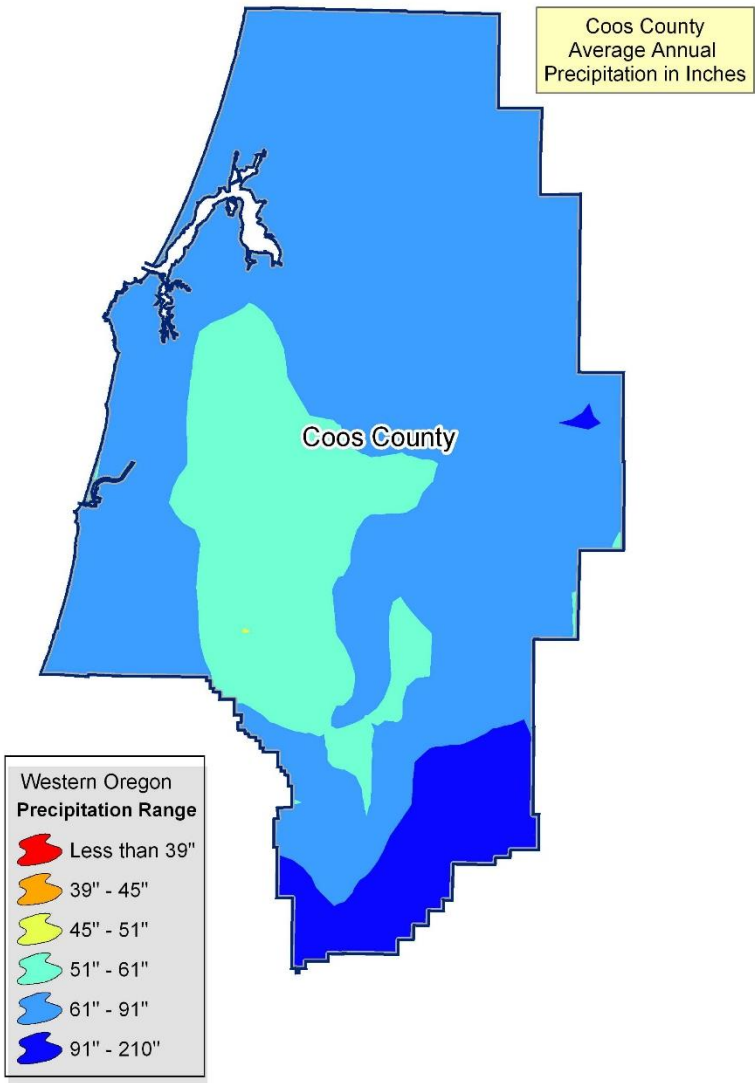 Coos County
Average Annual
Precipitation in Inches
Coos County
Western Oregon
Precipitation Range
Less than 39"
39" - 45"
45" - 51"
51" - 61"
61" - 91"
91" - 210"